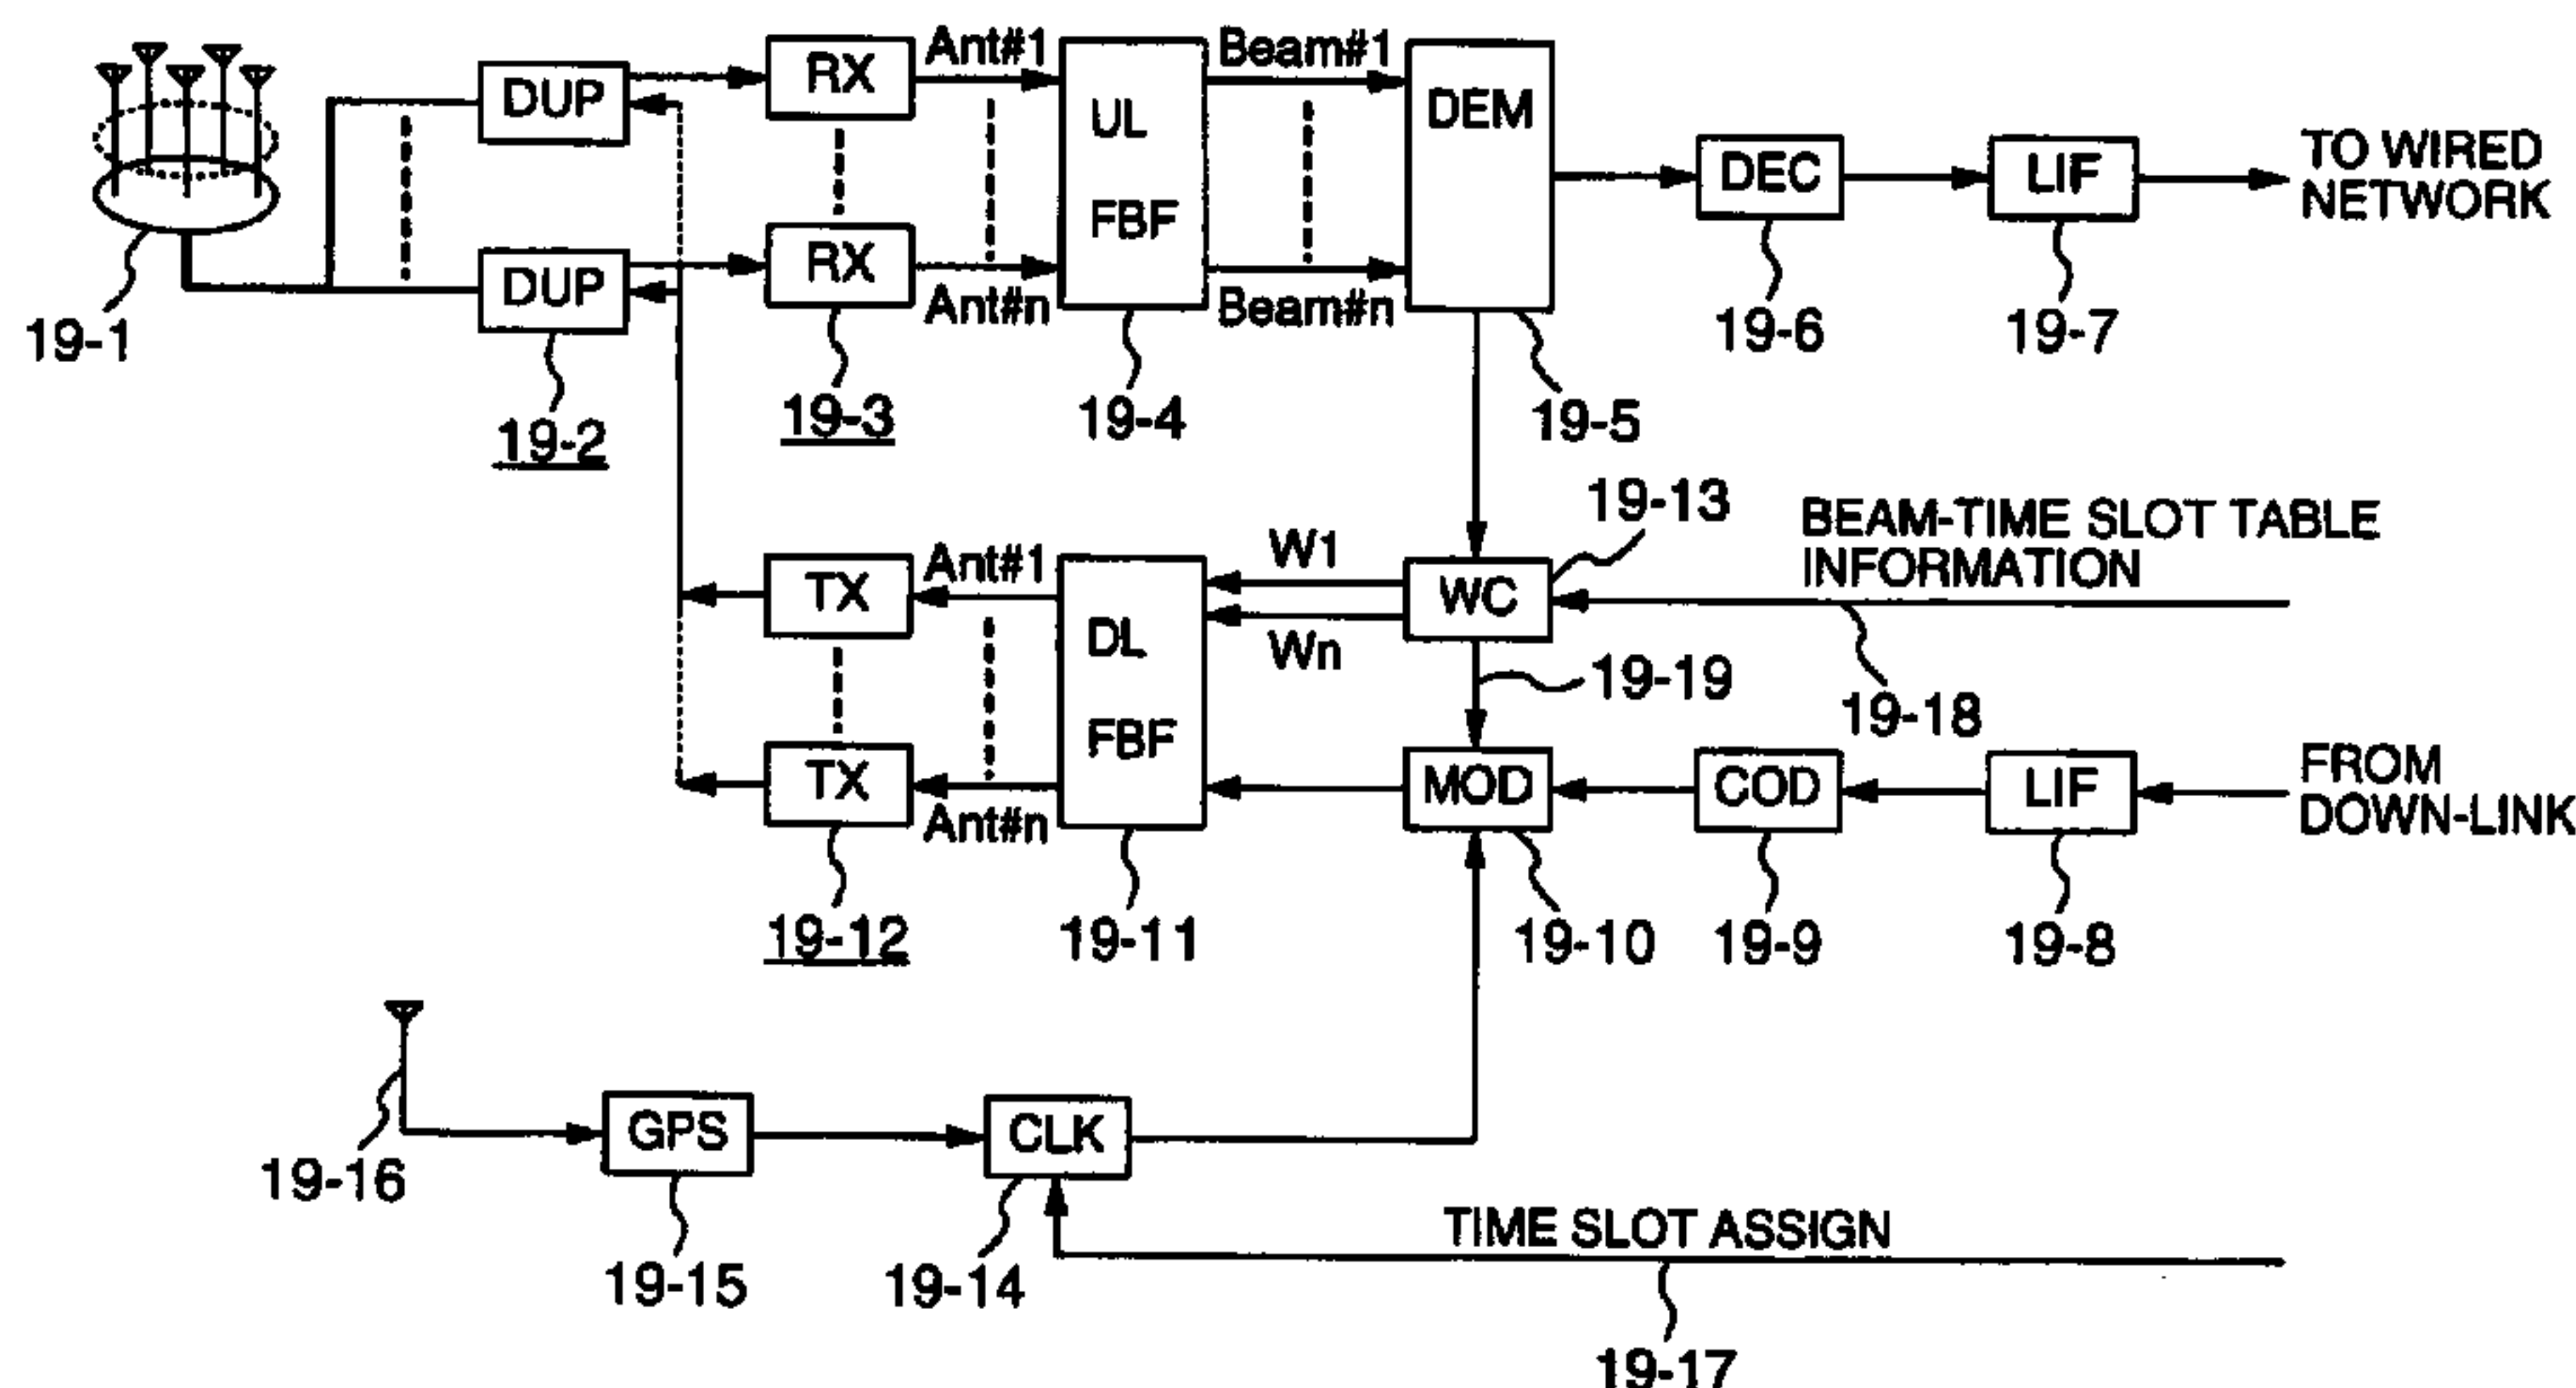 Ant#1
Beam#1
DUP
RX
UL
FBF
DEM
DEC
LIF
TO WIRED
NETWORK
DUP
RX
Ant#n
Beam#n
19-1
19-2
19-3
19-4
19-5
19-6
19-7
19-13
BEAM-TIME SLOT TABLE
INFORMATION
TX
Ant#1
DL
FBF
W1
Wn
WC
19-19
19-18
TX
Ant#n
MOD
COD
LIF
FROM
DOWN-LINK
19-12
19-11
19-10
19-9
19-8
19-16
GPS
CLK
19-15
19-14
TIME SLOT ASSIGN
19-17